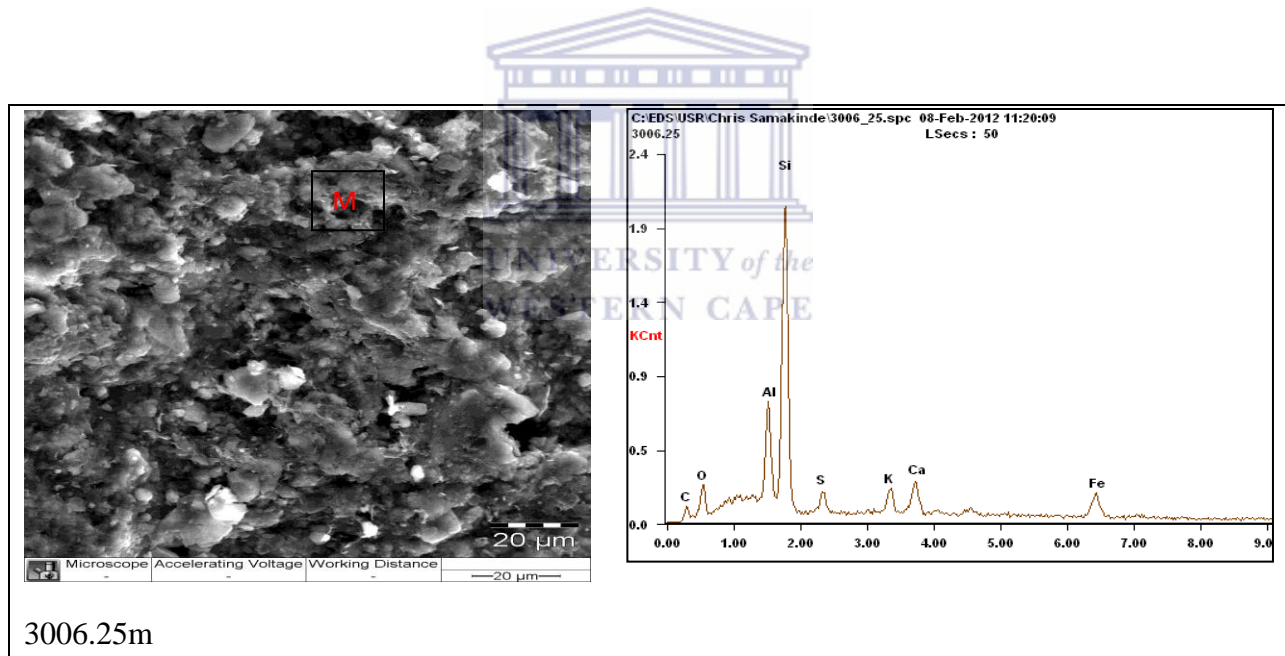 UNIVERSITY of the
WESTERN CAPE
M
20 µm
Microscope Accelerating Voltage Working Distance
- - 20 µm
C:\EDS\USR\Chris Samakinde\3006_25.spc 08-Feb-2012 11:20:09
3006.25 LSecs : 50
2.4
Si
1.9
1.4
KCnt
0.9
Al
0.5
O
C
S
K
Ca
Fe
0.0
0.00 1.00 2.00 3.00 4.00 5.00 6.00 7.00 8.00 9.0
3006.25m